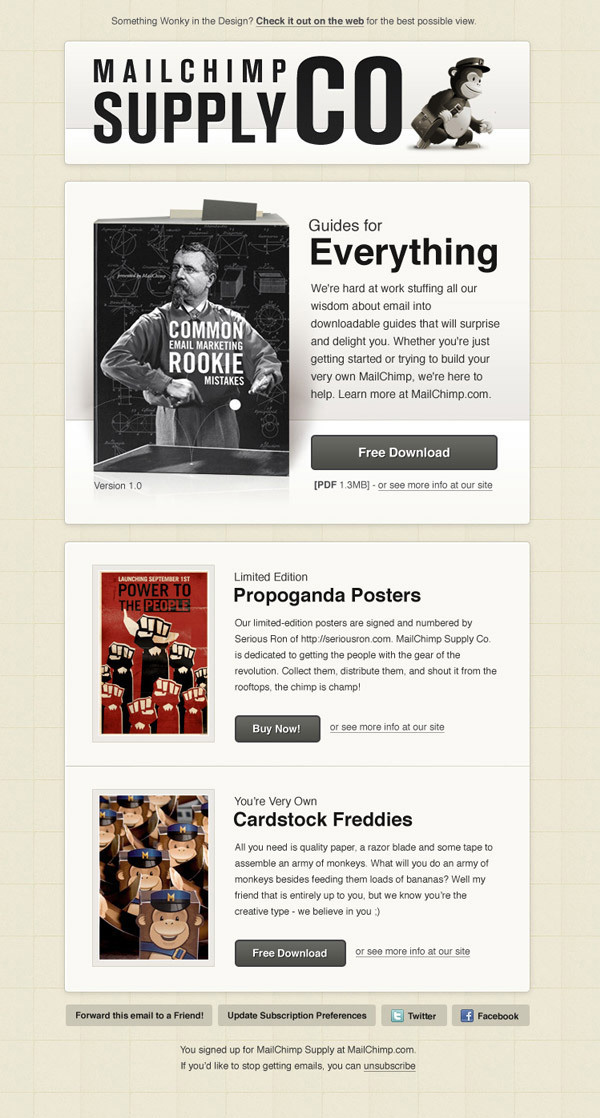 Something Wonky in the Design? Check it out on the web for the best possible view.
MAILCHIMP
SUPPLY CO
presented by MailChimp
COMMON
EMAIL MARKETING
ROOKIE
MISTAKES
Version 1.0
Guides for
Everything
We're hard at work stuffing all our
wisdom about email into
downloadable guides that will surprise
and delight you. Whether you're just
getting started or trying to build your
very own MailChimp, we're here to
help. Learn more at MailChimp.com.
Free Download
[PDF 1.3MB] - or see more info at our site
LAUNCHING SEPTEMBER 1ST
POWER TO
THE PEOPLE
Limited Edition
Propoganda Posters
Our limited-edition posters are signed and numbered by
Serious Ron of http://seriousron.com. MailChimp Supply Co.
is dedicated to getting the people with the gear of the
revolution. Collect them, distribute them, and shout it from the
rooftops, the chimp is champ!
Buy Now!
or see more info at our site
M
M
M
You're Very Own
Cardstock Freddies
All you need is quality paper, a razor blade and some tape to
assemble an army of monkeys. What will you do an army of
monkeys besides feeding them loads of bananas? Well my
friend that is entirely up to you, but we know you're the
creative type - we believe in you ;)
Free Download
or see more info at our site
Forward this email to a Friend!
Update Subscription Preferences
Twitter
Facebook
You signed up for MailChimp Supply at MailChimp.com.
If you'd like to stop getting emails, you can unsubscribe